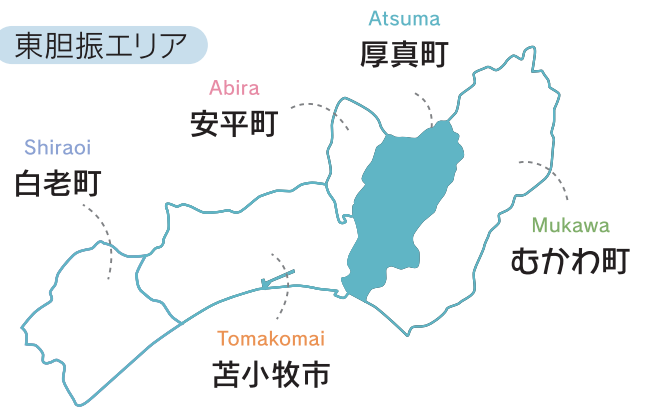 東胆振エリア
Atsuma
厚真町
Abira
安平町
Shiraoi
白老町
Mukawa
むかわ町
Tomakomai
苫小牧市